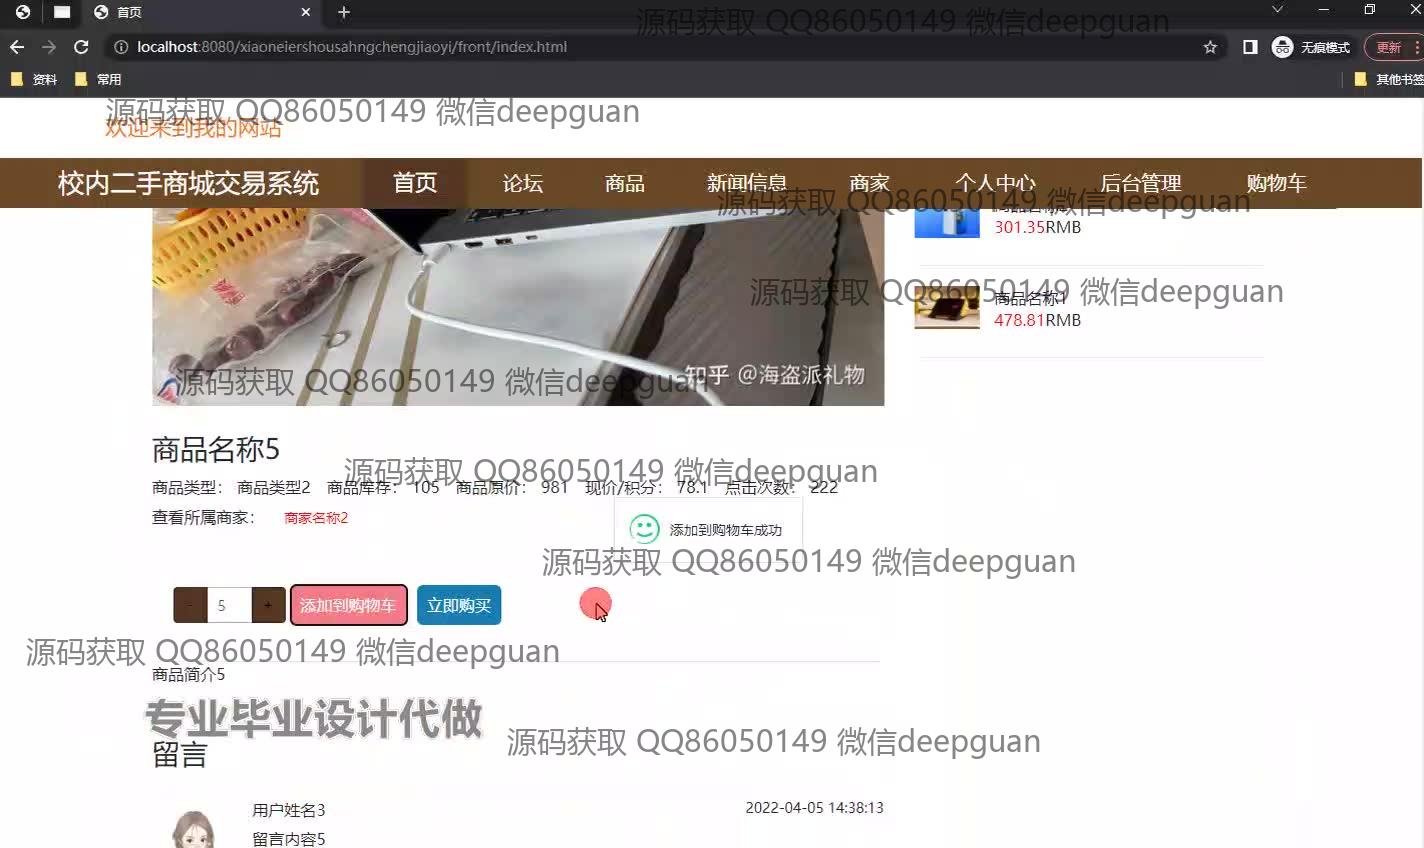 首页
源码获取 QQ86050149 微信deepguan
localhost:8080/xiaoneiershousahngchengjiaoyi/front/index.html
无痕模式
更新
资料
常用
其他书签
源码获取 QQ86050149 微信deepguan
欢迎来到我的网站
校内二手商城交易系统
首页
论坛
商品
新闻信息
商家
个人中心
后台管理
购物车
源码获取 QQ86050149 微信deepguan
301.35RMB
源码获取 QQ86050149 微信deepguan
商品名称1
478.81RMB
知乎 @海盗派礼物
源码获取 QQ86050149 微信deepguan
商品名称5
源码获取 QQ86050149 微信deepguan
商品类型： 商品类型2 商品库存： 105 商品原价： 981 现价/积分： 78.1 点击次数： 222
查看所属商家： 商家名称2
添加到购物车成功
源码获取 QQ86050149 微信deepguan
- 5 + 添加到购物车 立即购买
源码获取 QQ86050149 微信deepguan
商品简介5
专业毕业设计代做
源码获取 QQ86050149 微信deepguan
留言
用户姓名3
2022-04-05 14:38:13
留言内容5